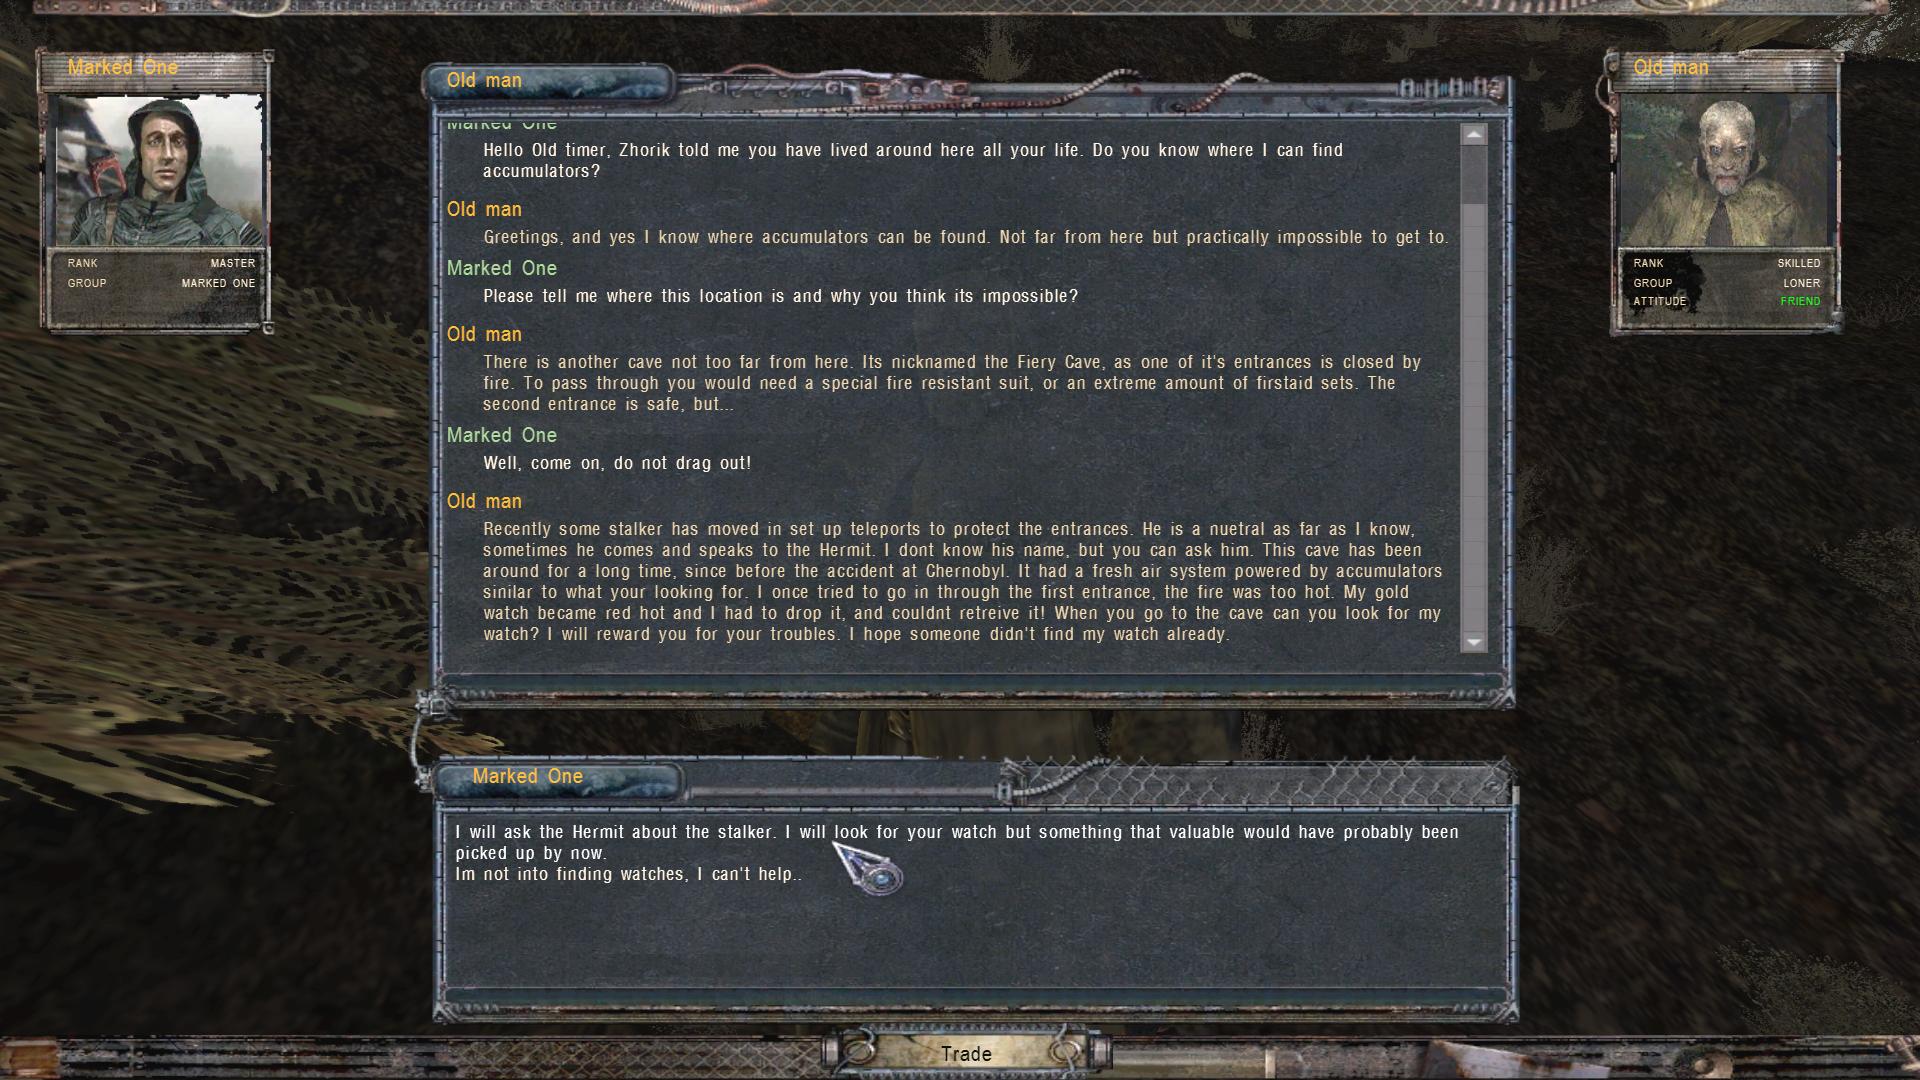 Marked One
RANK MASTER
GROUP MARKED ONE
Old man
Marked One
Hello Old timer, Zhorik told me you have lived around here all your life. Do you know where I can find
accumulators?
Old man
Greetings, and yes I know where accumulators can be found. Not far from here but practically impossible to get to.
Marked One
Please tell me where this location is and why you think its impossible?
Old man
There is another cave not too far from here. Its nicknamed the Fiery Cave, as one of it's entrances is closed by
fire. To pass through you would need a special fire resistant suit, or an extreme amount of firstaid sets. The
second entrance is safe, but...
Marked One
Well, come on, do not drag out!
Old man
Recently some stalker has moved in set up teleports to protect the entrances. He is a nuetral as far as I know,
sometimes he comes and speaks to the Hermit. I dont know his name, but you can ask him. This cave has been
around for a long time, since before the accident at Chernobyl. It had a fresh air system powered by accumulators
sinilar to what your looking for. I once tried to go in through the first entrance, the fire was too hot. My gold
watch became red hot and I had to drop it, and couldnt retreive it! When you go to the cave can you look for my
watch? I will reward you for your troubles. I hope someone didn't find my watch already.
Old man
RANK SKILLED
GROUP LONER
ATTITUDE FRIEND
Marked One
I will ask the Hermit about the stalker. I will look for your watch but something that valuable would have probably been
picked up by now.
Im not into finding watches, I can't help..
Trade